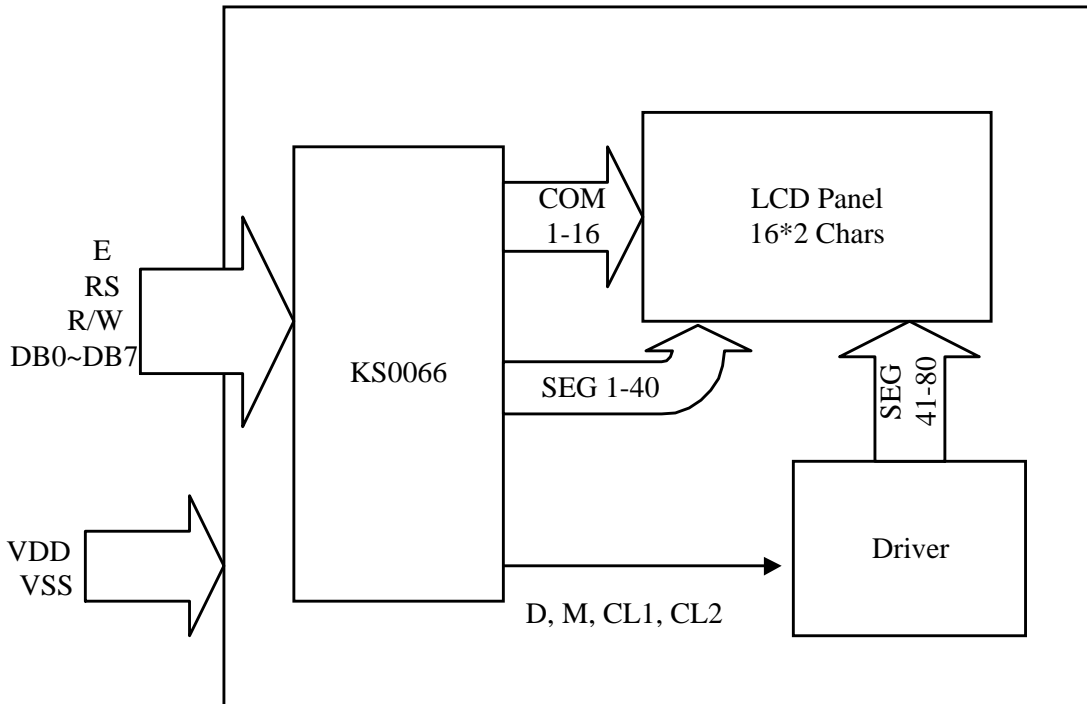 E
RS
R/W
DB0~DB7
VDD
VSS
KS0066
COM
1-16
SEG 1-40
D, M, CL1, CL2
LCD Panel
16*2 Chars
SEG
41-80
Driver